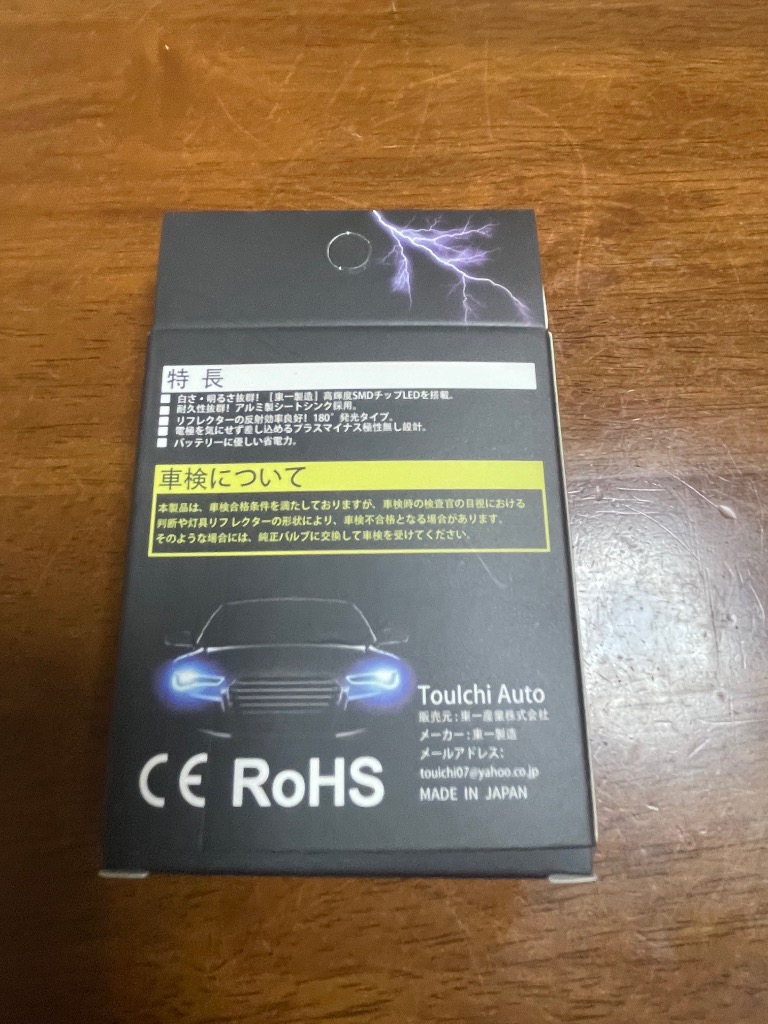 特 長
■ 白さ・明るさ抜群！［東一製造］高輝度SMDチップLEDを搭載。
■ 耐久性抜群！アルミ製シートシンク採用。
■ リフレクターの反射効率良好！180°発光タイプ。
■ 電極を気にせず差し込めるプラスマイナス極性無し設計。
■ バッテリーに優しい省電力。
車検について
本製品は、車検合格条件を満たしておりますが、車検時の検査官の目視における
判断や灯具リフレクターの形状により、車検不合格となる場合があります。
そのような場合には、純正バルブに交換して車検を受けてください。
TouIchi Auto
販売元：東一産業株式会社
メーカー：東一製造
メールアドレス：
touichi07@yahoo.co.jp
MADE IN JAPAN
CE RoHS